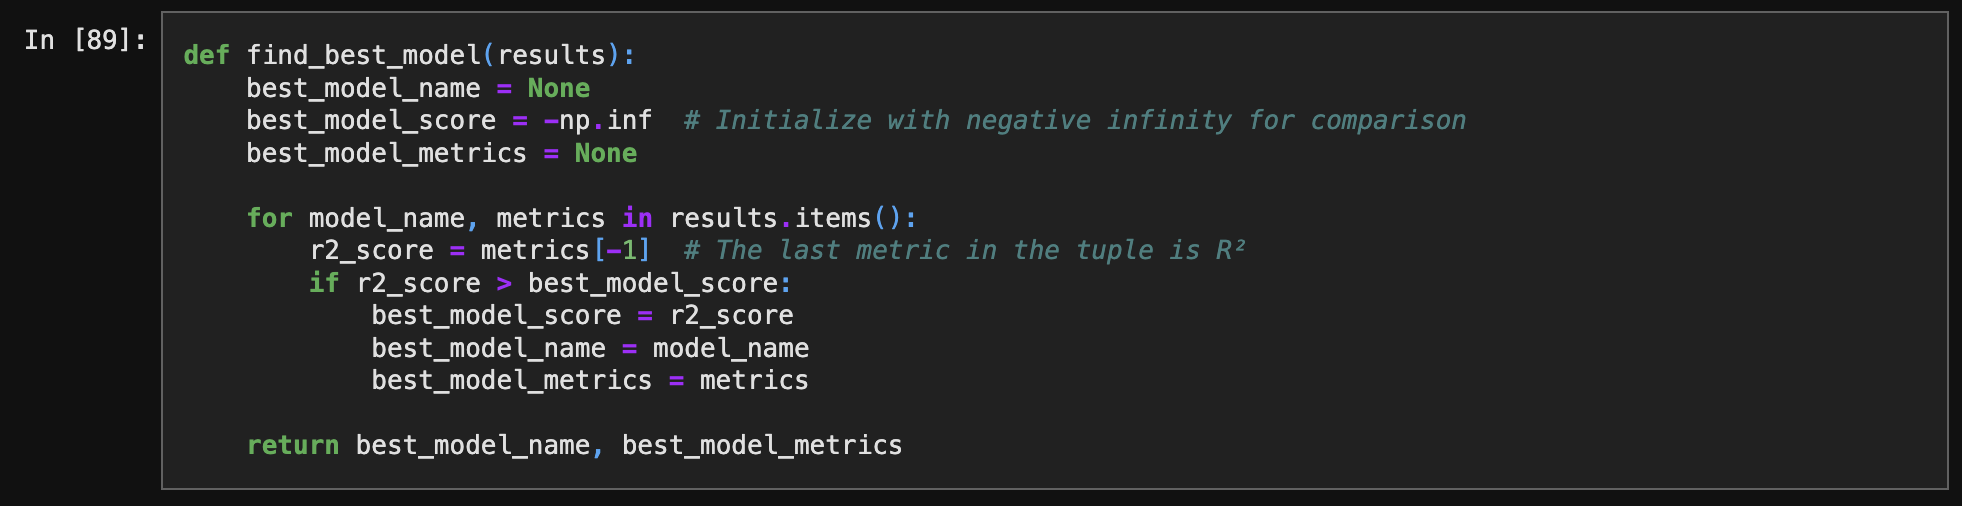 In [89]:
def find_best_model(results):
    best_model_name = None
    best_model_score = -np.inf  # Initialize with negative infinity for comparison
    best_model_metrics = None

    for model_name, metrics in results.items():
        r2_score = metrics[-1]  # The last metric in the tuple is R²
        if r2_score > best_model_score:
            best_model_score = r2_score
            best_model_name = model_name
            best_model_metrics = metrics

    return best_model_name, best_model_metrics